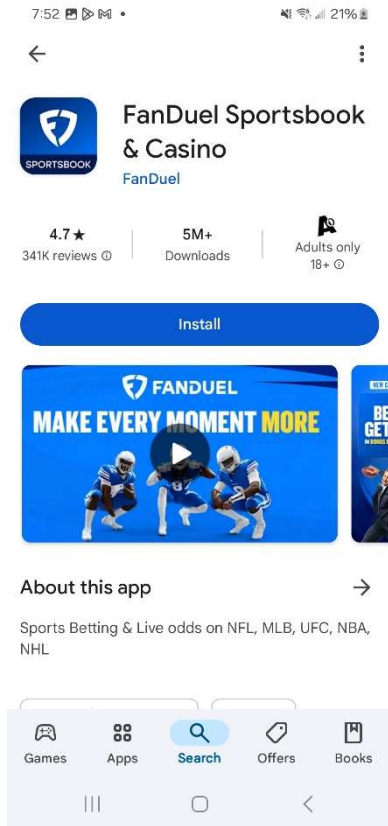 7:52
21%
FanDuel Sportsbook
& Casino
FanDuel
SPORTSBOOK
4.7★
341K reviews
5M+
Downloads
Adults only
18+
Install
FANDUEL
MAKE EVERY MOMENT MORE
87
About this app
Sports Betting & Live odds on NFL, MLB, UFC, NBA,
NHL
Games
Apps
Search
Offers
Books